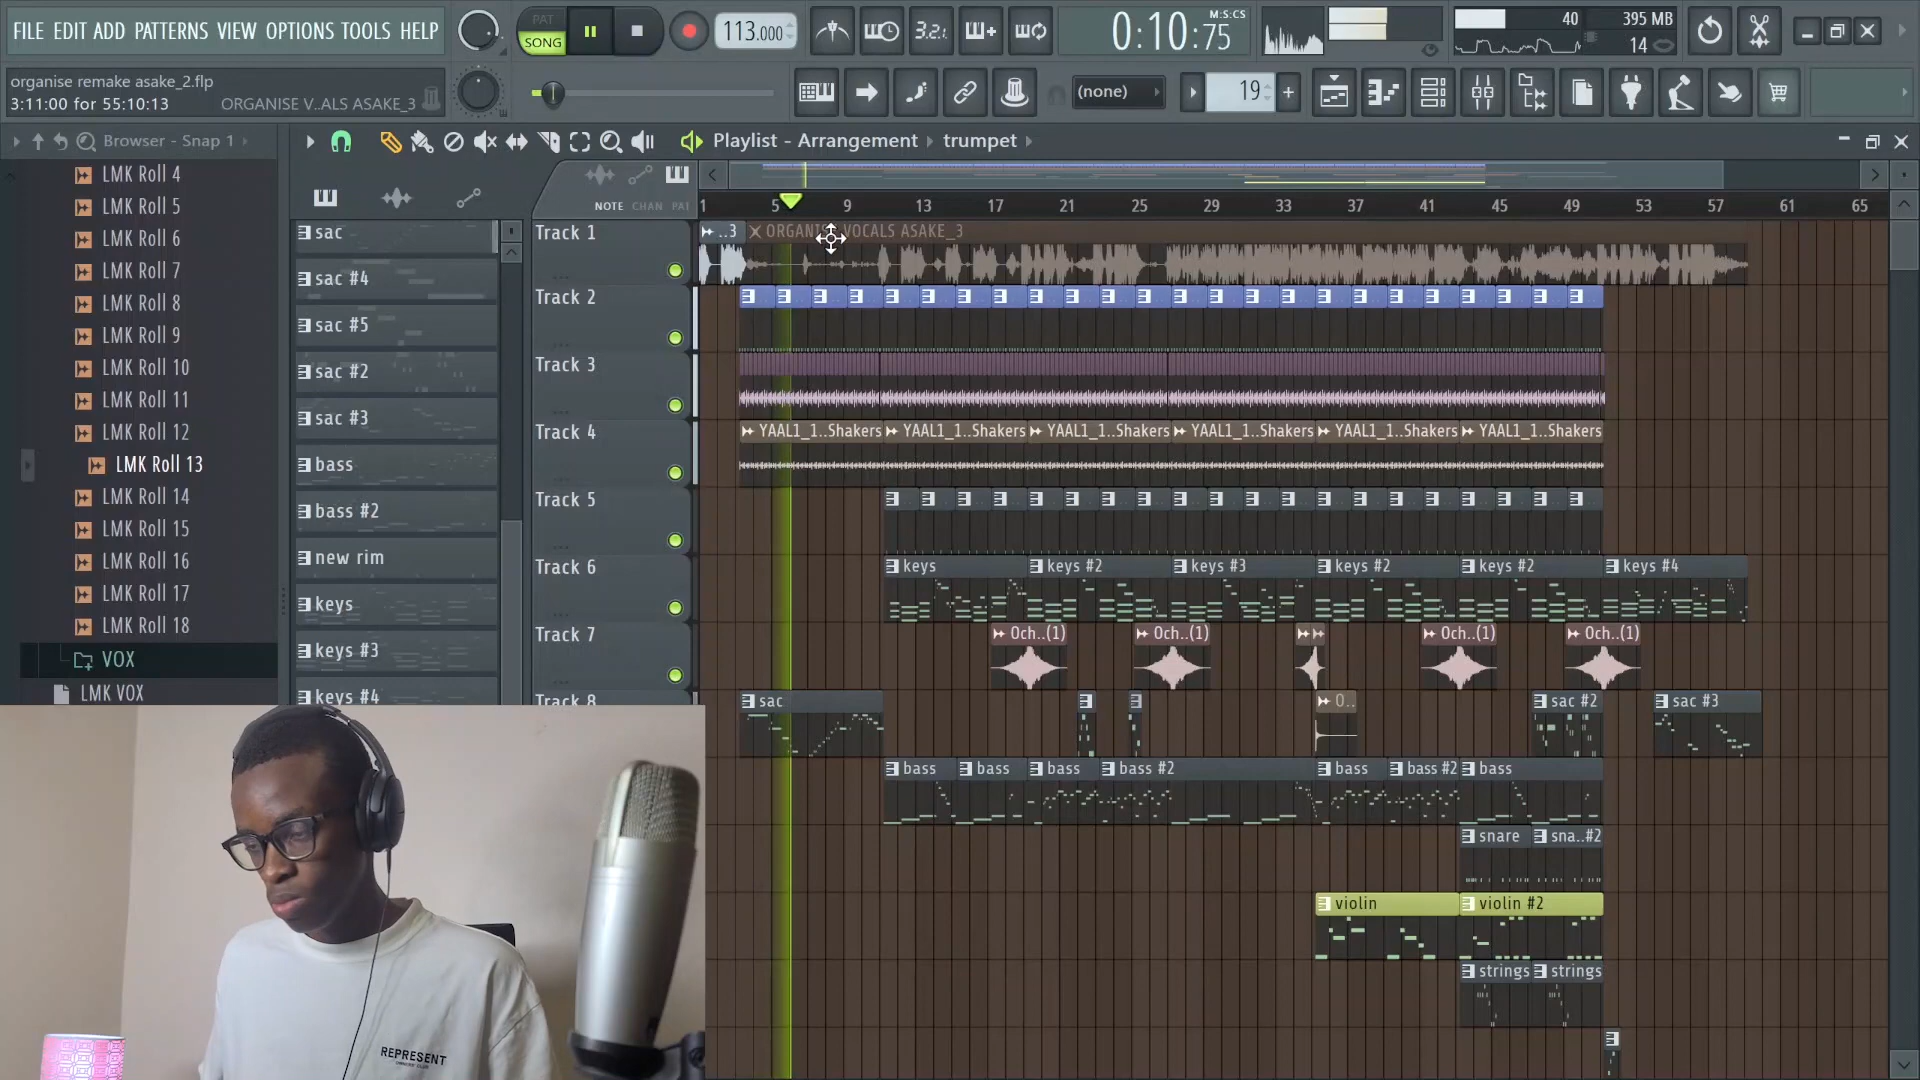 FILE EDIT ADD PATTERNS VIEW OPTIONS TOOLS HELP
PAT
SONG
113.000
3.2.1
0:10:75
M:S:CS
40
395 MB
14
organise remake asake_2.flp
3:11:00 for 55:10:13
ORGANISE V..ALS ASAKE_3
(none)
19
Browser - Snap 1
Playlist - Arrangement
trumpet
LMK Roll 4
LMK Roll 5
LMK Roll 6
LMK Roll 7
LMK Roll 8
LMK Roll 9
LMK Roll 10
LMK Roll 11
LMK Roll 12
LMK Roll 13
LMK Roll 14
LMK Roll 15
LMK Roll 16
LMK Roll 17
LMK Roll 18
VOX
LMK VOX
sac
sac #4
sac #5
sac #2
sac #3
bass
bass #2
new rim
keys
keys #3
keys #4
NOTE CHAN PAT
1 5 9 13 17 21 25 29 33 37 41 45 49 53 57 61 65
Track 1
..3
ORGANISE VOCALS ASAKE_3
Track 2
Track 3
Track 4
YAAL1_1..Shakers YAAL1_1..Shakers YAAL1_1..Shakers YAAL1_1..Shakers YAAL1_1..Shakers YAAL1_1..Shakers
Track 5
Track 6
keys keys #2 keys #3 keys #2 keys #2 keys #4
Track 7
Och..(1) Och..(1) Och..(1) Och..(1)
Track 8
sac O.. sac #2 sac #3
bass bass bass bass #2 bass bass #2 bass
snare sna..#2
violin violin #2
strings strings
REPRESENT